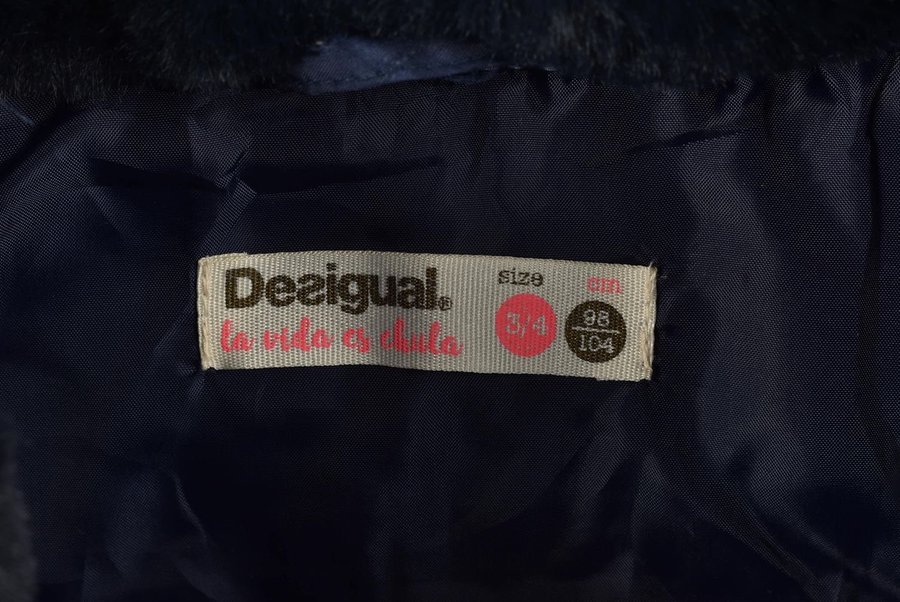 Desigual®
la vida es chula
size
3/4
cm
98
104